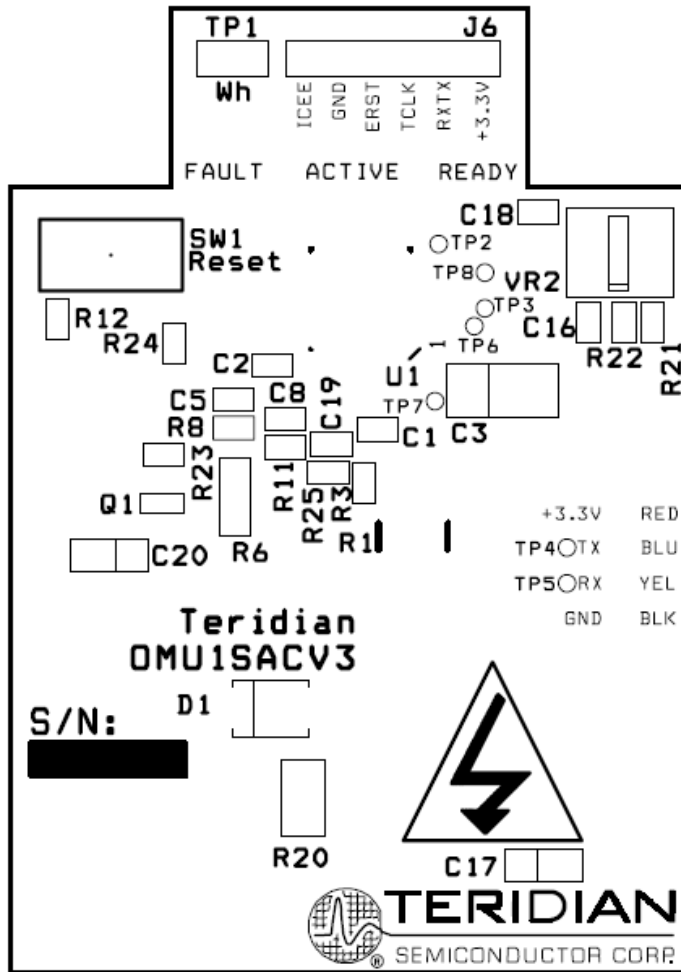 TP1 J6
Wh
ICEE
GND
ERST
TCLK
RXTX
+3.3V
FAULT ACTIVE READY
C18
SW1
Reset
TP2
TP8
VR2
R12
TP3
R24
TP6
C16
1
R22
R21
C2
U1
C5
C8
C19
TP7
R8
C1
C3
R23
R11
R25
R3
Q1
R6
R1
C20
+3.3V RED
TP4 TX BLU
TP5 RX YEL
GND BLK
Teridian
OMU1SACV3
D1
S/N:
R20
C17
TERIDIAN
®
SEMICONDUCTOR CORP.